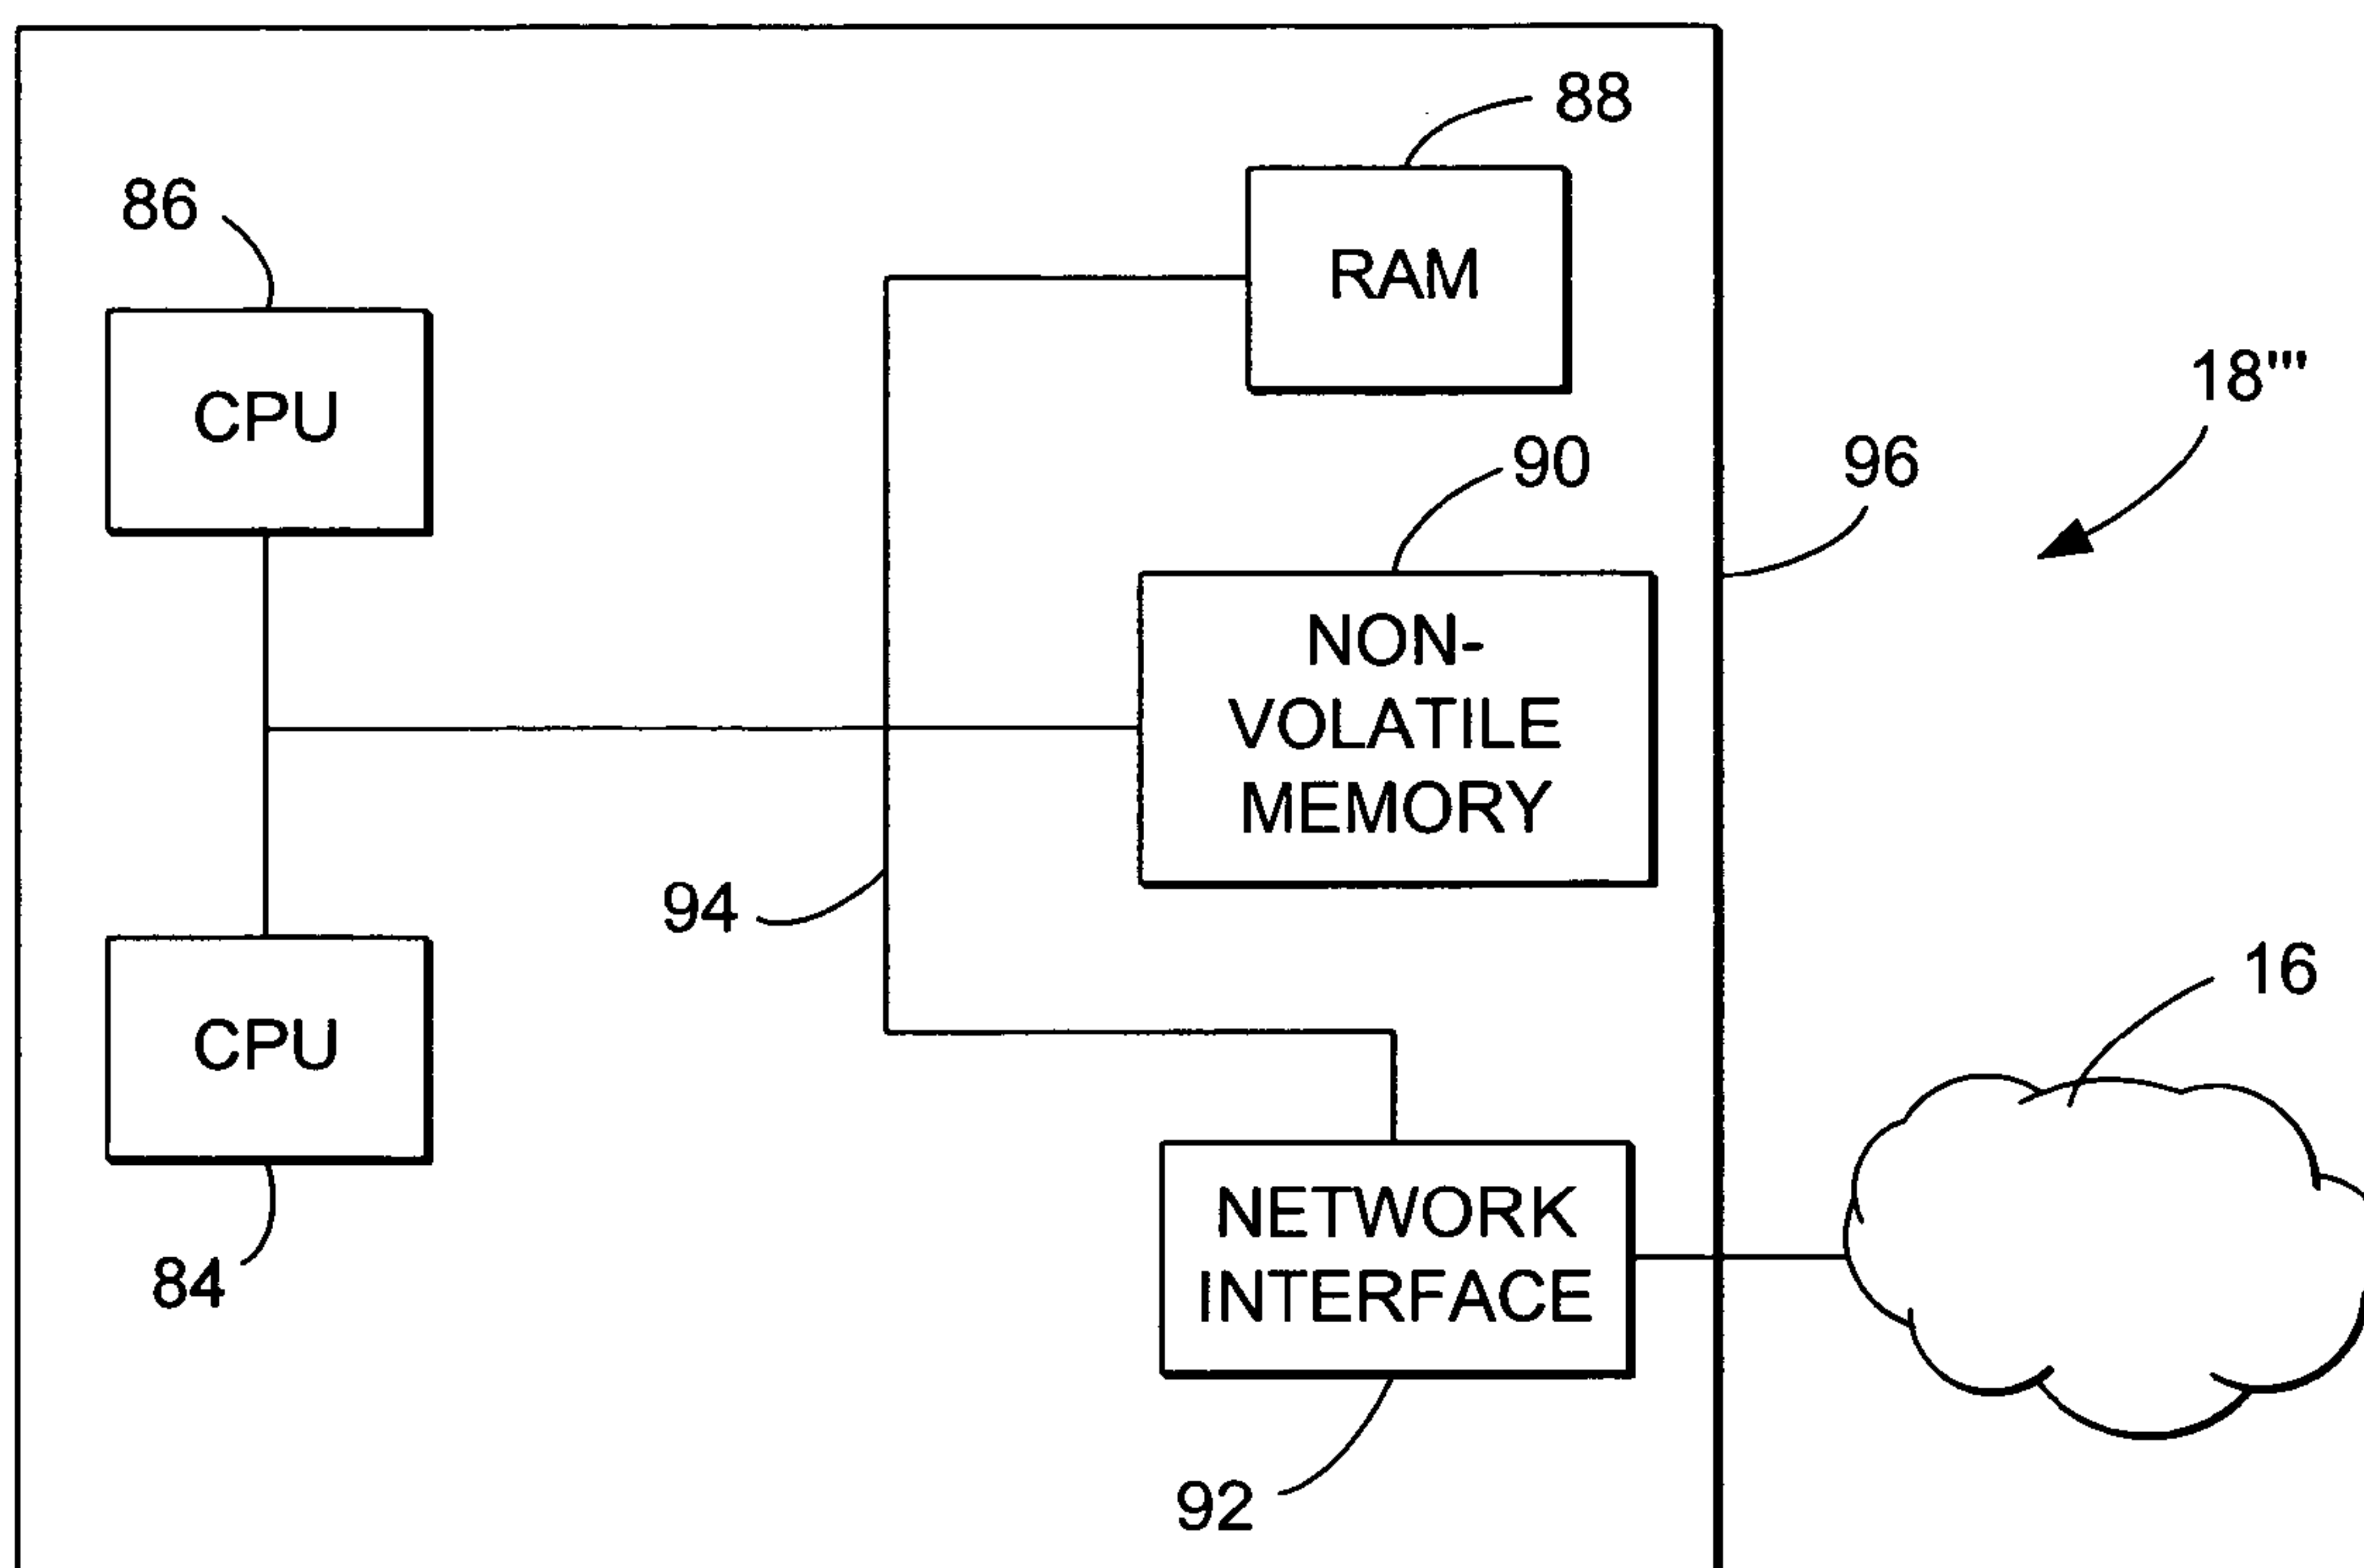 88
86
RAM
18'''
CPU
90
96
NON-
VOLATILE
MEMORY
94
16
CPU
NETWORK
INTERFACE
84
92